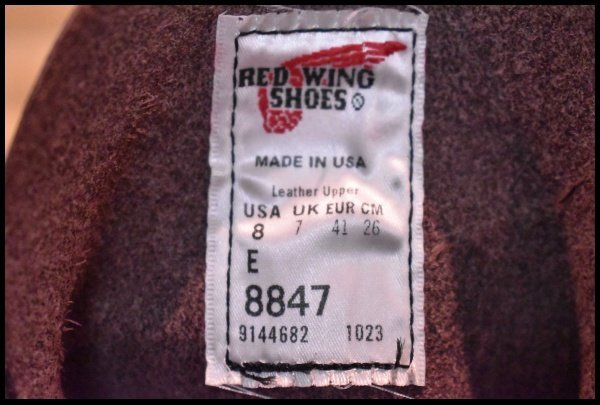 RED WING
SHOES®
MADE IN USA
Leather Upper
USA UK EUR CM
8 7 41 26
E
8847
9144682 1023